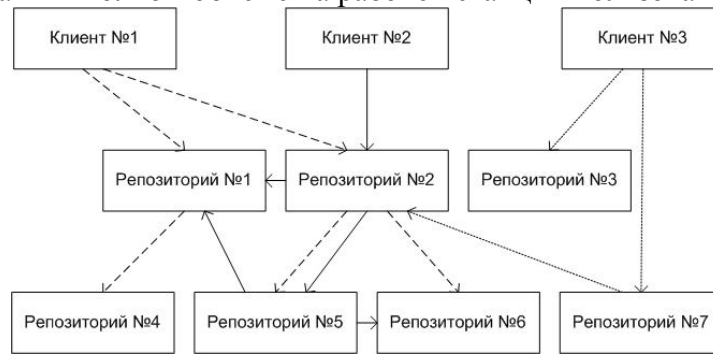 Клиент №1
Клиент №2
Клиент №3
Репозиторий №1
Репозиторий №2
Репозиторий №3
Репозиторий №4
Репозиторий №5
Репозиторий №6
Репозиторий №7